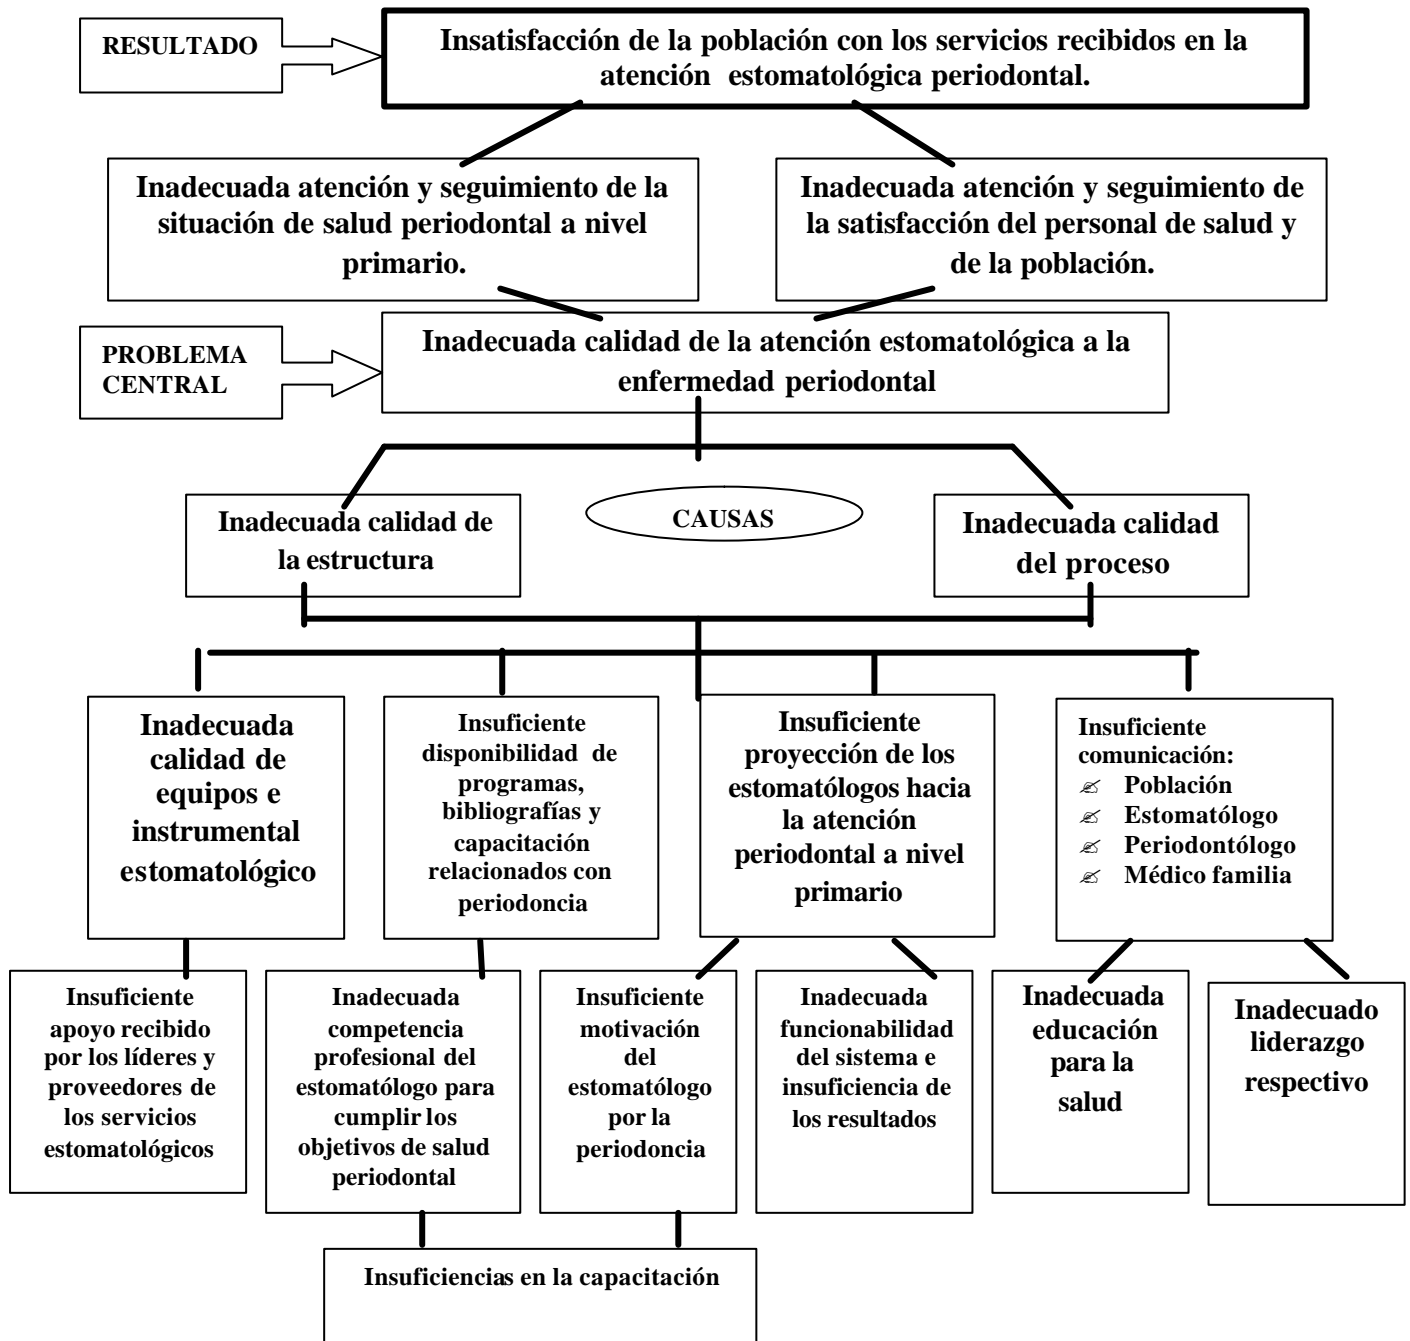 RESULTADO
Insatisfacción de la población con los servicios recibidos en la
atención estomatológica periodontal.
Inadecuada atención y seguimiento de la
situación de salud periodontal a nivel
primario.
Inadecuada atención y seguimiento de
la satisfacción del personal de salud y
de la población.
PROBLEMA
CENTRAL
Inadecuada calidad de la atención estomatológica a la
enfermedad periodontal
Inadecuada calidad de
la estructura
CAUSAS
Inadecuada calidad
del proceso
Inadecuada
calidad de
equipos e
instrumental
estomatológico
Insuficiente
disponibilidad de
programas,
bibliografías y
capacitación
relacionados con
periodoncia
Insuficiente
proyección de los
estomatólogos hacia
la atención
periodontal a nivel
primario
Insuficiente
comunicación:
Población
Estomatólogo
Periodontólogo
Médico familia
Insuficiente
apoyo recibido
por los líderes y
proveedores de
los servicios
estomatológicos
Inadecuada
competencia
profesional del
estomatólogo para
cumplir los
objetivos de salud
periodontal
Insuficiente
motivación
del
estomatólogo
por la
periodoncia
Inadecuada
funcionabilidad
del sistema e
insuficiencia de
los resultados
Inadecuada
educación
para la
salud
Inadecuado
liderazgo
respectivo
Insuficiencias en la capacitación